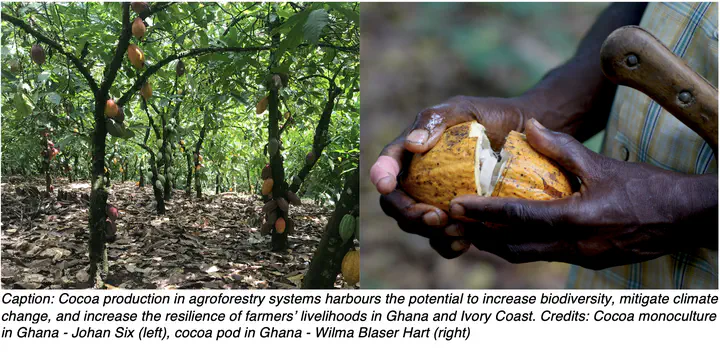 Caption: Cocoa production in agroforestry systems harbours the potential to increase biodiversity, mitigate climate
change, and increase the resilience of farmers' livelihoods in Ghana and Ivory Coast. Credits: Cocoa monoculture
in Ghana - Johan Six (left), cocoa pod in Ghana - Wilma Blaser Hart (right)